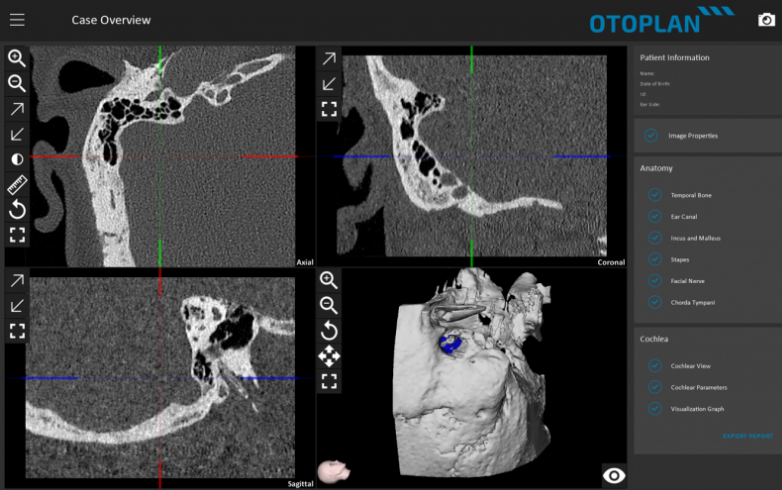 Case Overview
OTOPLAN
Axial
Coronal
Sagittal
Patient Information
Name:
Date of Birth:
ID:
Ear Side:
Image Properties
Anatomy
Temporal Bone
Ear Canal
Incus and Malleus
Stapes
Facial Nerve
Chorda Tympani
Cochlea
Cochlear View
Cochlear Parameters
Visualization Graph
EXPORT REPORT